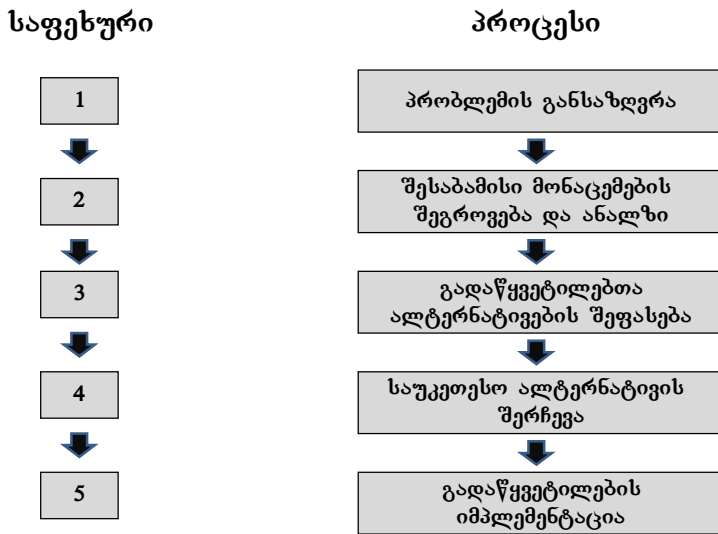 საფეხური პროცესი
1 პრობლემის განსაზღვრა
2 შესაბამისი მონაცემების
შეგროვება და ანალზი
3 გადაწყვეტილებთა
ალტერნატივების შეფასება
4 საუკეთესო ალტერნატივის
შერჩევა
5 გადაწყვეტილების
იმპლემენტაცია